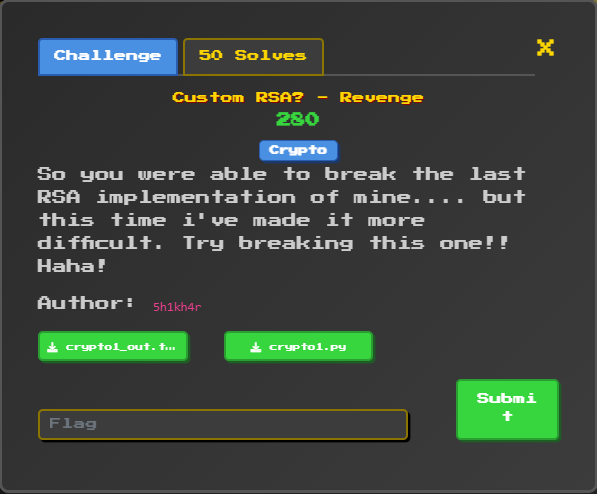 Challenge
50 Solves
X
Custom RSA? - Revenge
280
Crypto
So you were able to break the last
RSA implementation of mine.... but
this time i've made it more
difficult. Try breaking this one!!
Haha!
Author: 5h1kh4r
crypto1_out.t...
crypto1.py
Submi
t
Flag